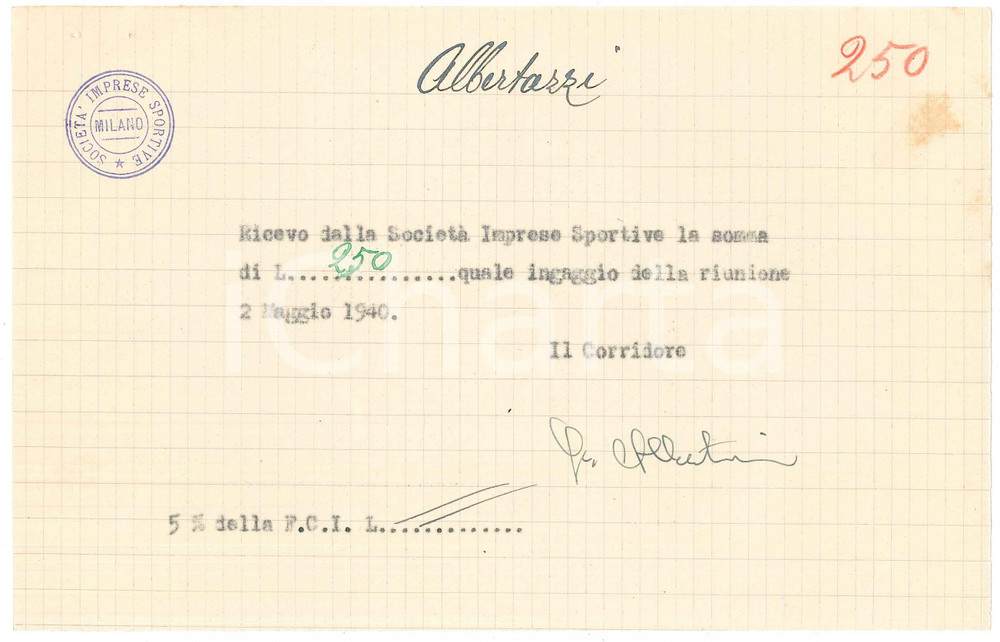 Albertazzi
250
SOCIETA' IMPRESE SPORTIVE
MILANO
Ricevo dalla Società Imprese Sportive la somma
di L...250...............quale ingaggio della riunione
2 Maggio 1940.
Il Corridore
5 % della F.C.I. L.............
iCharta